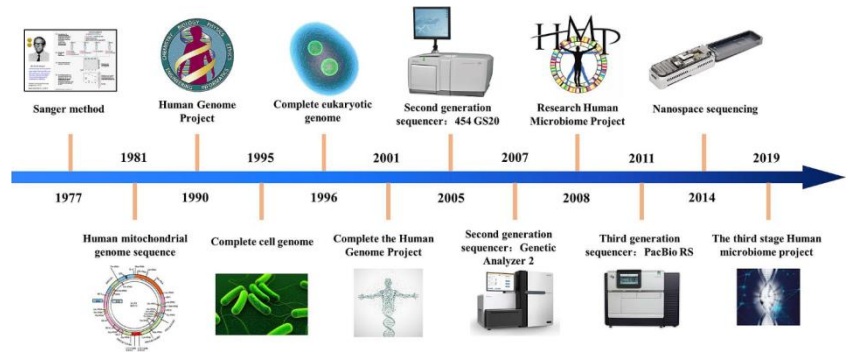 HMP
Sanger method
Human Genome
Project
Complete eukaryotic
genome
Second generation
sequencer： 454 GS20
Research Human
Microbiome Project
Nanospace sequencing
1981
1995
2001
2007
2011
2019
1977
1990
1996
2005
2008
2014
Human mitochondrial
genome sequence
Complete cell genome
Complete the Human
Genome Project
Second generation
sequencer： Genetic
Analyzer 2
Third generation
sequencer： PacBio RS
The third stage Human
microbiome project